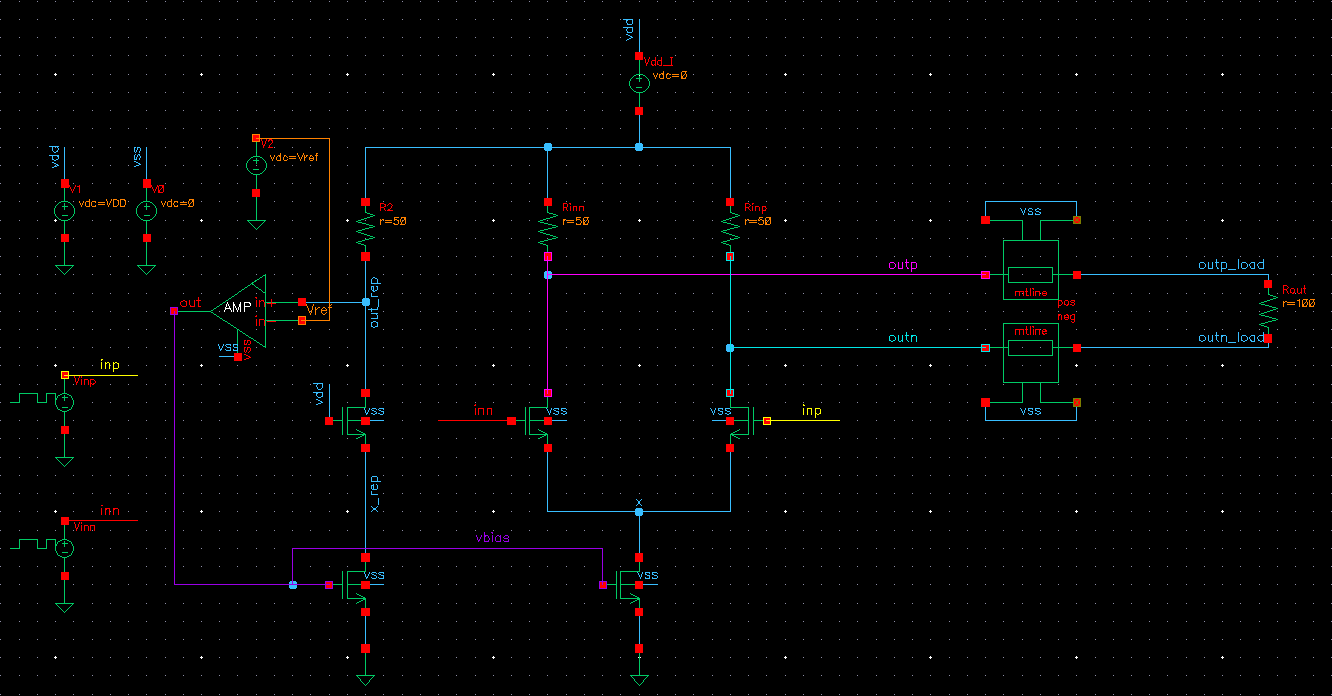 vdd
Vdd_I
vdc=0
vdd
V1
vdc=VDD
vss
V0
vdc=0
V2
vdc=Vref
R2
r=50
Rinn
r=50
Rinp
r=50
vss
outp
mtline
outp_load
Rout
r=100
pos
neg
mtline
outn
outn_load
vss
out
AMP
in+
in-
Vref
out_rep
vss
vss
inp
Vinp
vdd
vss
inn
vss
vss
inp
inn
Vinn
x_rep
x
vbias
vss
vss